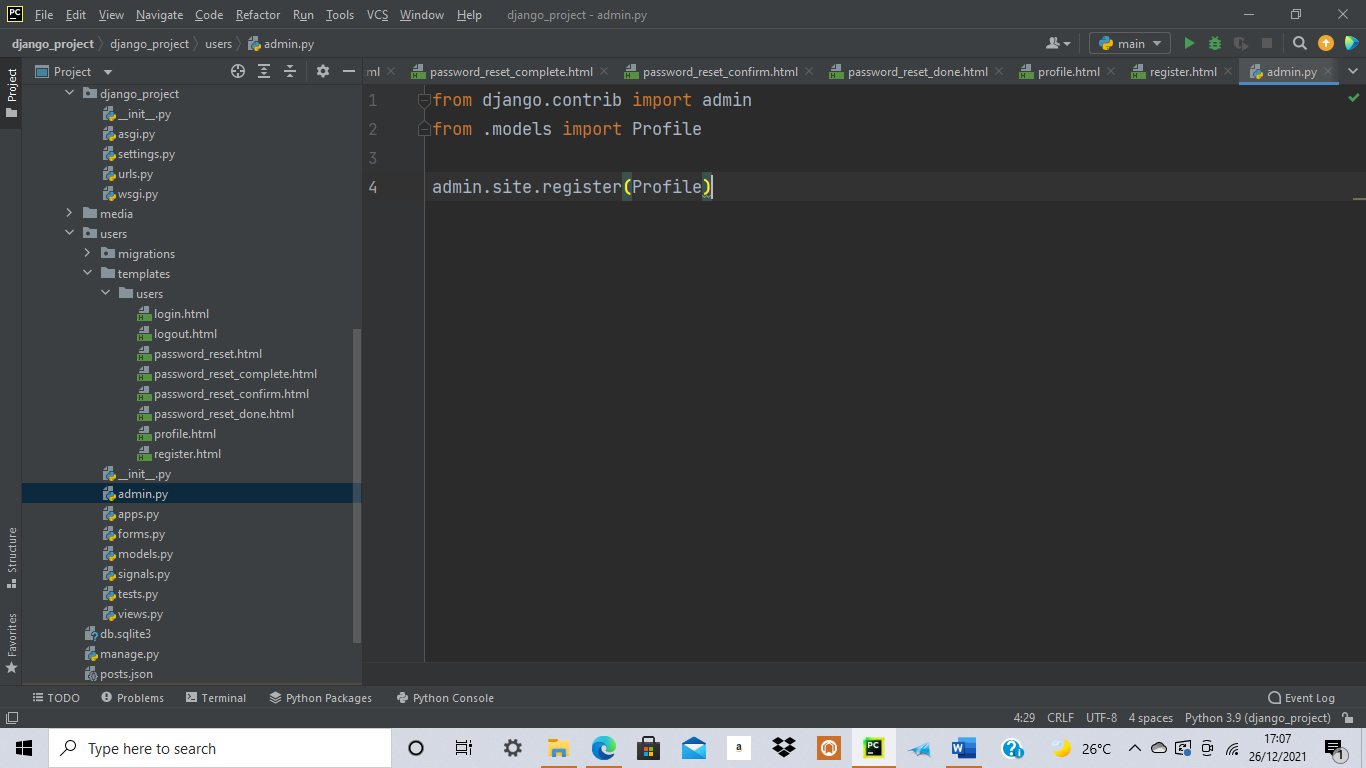 PC File Edit View Navigate Code Refactor Run Tools VCS Window Help django_project - admin.py
django_project django_project users admin.py main
Project
Project
ml password_reset_complete.html password_reset_confirm.html password_reset_done.html profile.html register.html admin.py
django_project
__init__.py
asgi.py
settings.py
urls.py
wsgi.py
media
users
migrations
templates
users
login.html
logout.html
password_reset.html
password_reset_complete.html
password_reset_confirm.html
password_reset_done.html
profile.html
register.html
__init__.py
admin.py
apps.py
forms.py
models.py
signals.py
tests.py
views.py
db.sqlite3
manage.py
posts.json
1 from django.contrib import admin
2 from .models import Profile
3
4 admin.site.register(Profile)
Structure
Favorites
TODO Problems Terminal Python Packages Python Console Event Log
4:29 CRLF UTF-8 4 spaces Python 3.9 (django_project)
Type here to search
a
PC
W
26°C
17:07
26/12/2021
1